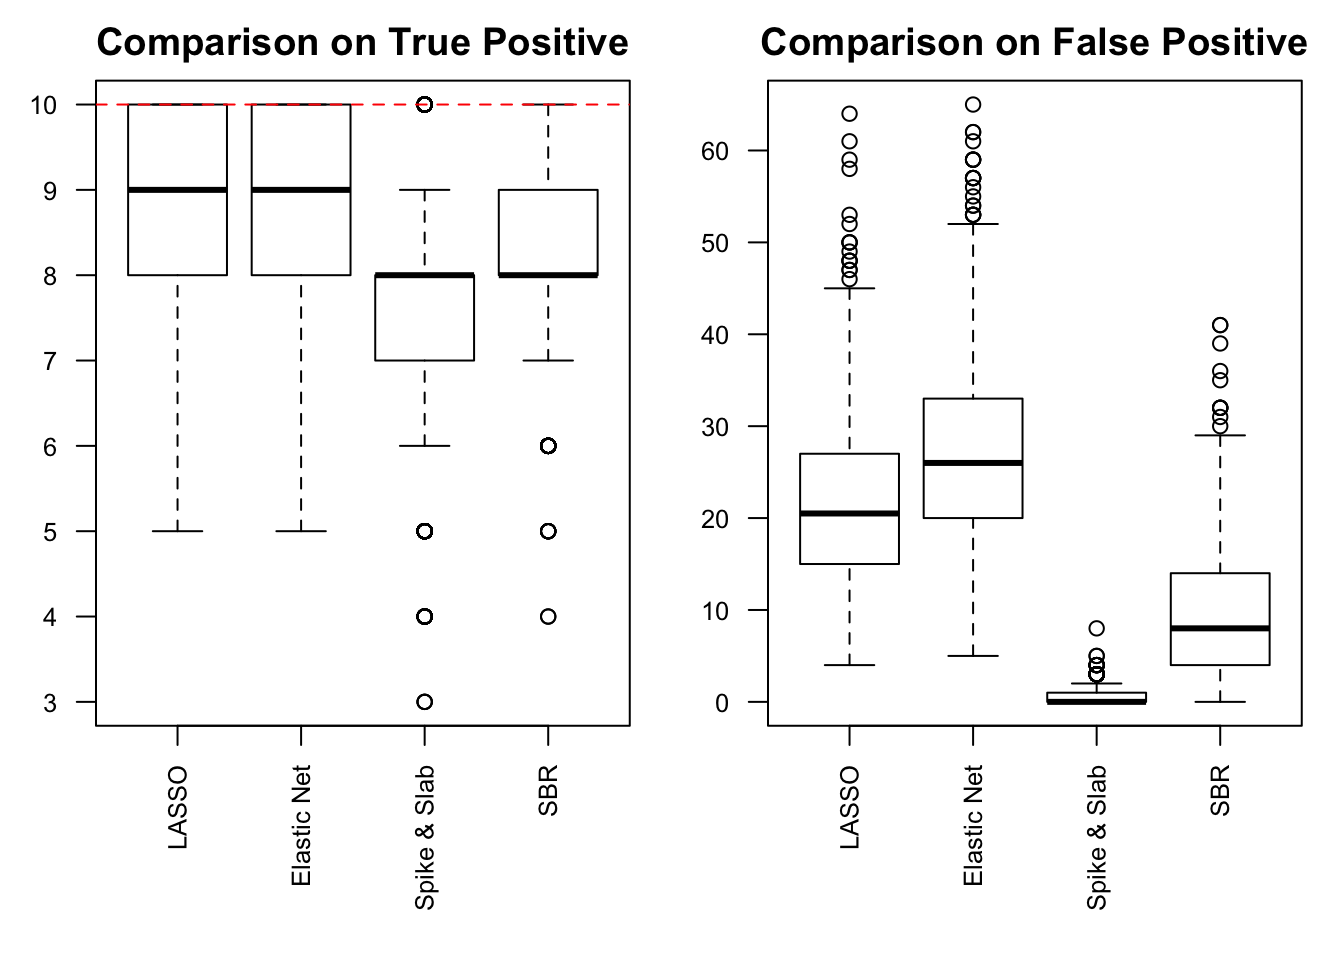 Comparison on True Positive
10
9
8
7
6
5
4
3
LASSO
Elastic Net
Spike & Slab
SBR
Comparison on False Positive
60
50
40
30
20
10
0
LASSO
Elastic Net
Spike & Slab
SBR